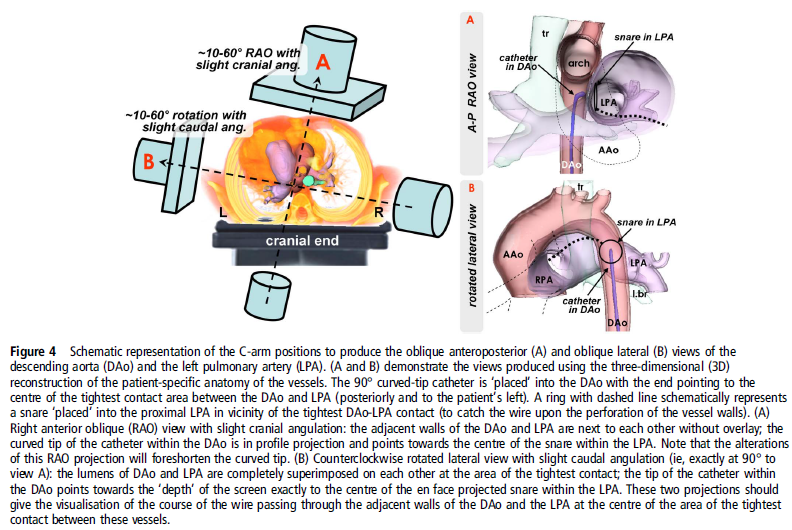 ~10-60° RAO with
slight cranial ang.
A
~10-60° rotation with
slight caudal ang.
B
L
R
cranial end
A
A-P RAO view
tr
snare in LPA
catheter
in DAo
arch
LPA
AAo
DAo
B
rotated lateral view
tr
snare in LPA
AAo
LPA
RPA
catheter
in DAo
l.br
DAo
Figure 4 Schematic representation of the C-arm positions to produce the oblique anteroposterior (A) and oblique lateral (B) views of the
descending aorta (DAo) and the left pulmonary artery (LPA). (A and B) demonstrate the views produced using the three-dimensional (3D)
reconstruction of the patient-specific anatomy of the vessels. The 90° curved-tip catheter is ‘placed’ into the DAo with the end pointing to the
centre of the tightest contact area between the DAo and LPA (posteriorly and to the patient's left). A ring with dashed line schematically represents
a snare ‘placed’ into the proximal LPA in vicinity of the tightest DAo-LPA contact (to catch the wire upon the perforation of the vessel walls). (A)
Right anterior oblique (RAO) view with slight cranial angulation: the adjacent walls of the DAo and LPA are next to each other without overlay; the
curved tip of the catheter within the DAo is in profile projection and points towards the centre of the snare within the LPA. Note that the alterations
of this RAO projection will foreshorten the curved tip. (B) Counterclockwise rotated lateral view with slight caudal angulation (ie, exactly at 90° to
view A): the lumens of DAo and LPA are completely superimposed on each other at the area of the tightest contact; the tip of the catheter within
the DAo points towards the ‘depth’ of the screen exactly to the centre of the en face projected snare within the LPA. These two projections should
give the visualisation of the course of the wire passing through the adjacent walls of the DAo and the LPA at the centre of the area of the tightest
contact between these vessels.